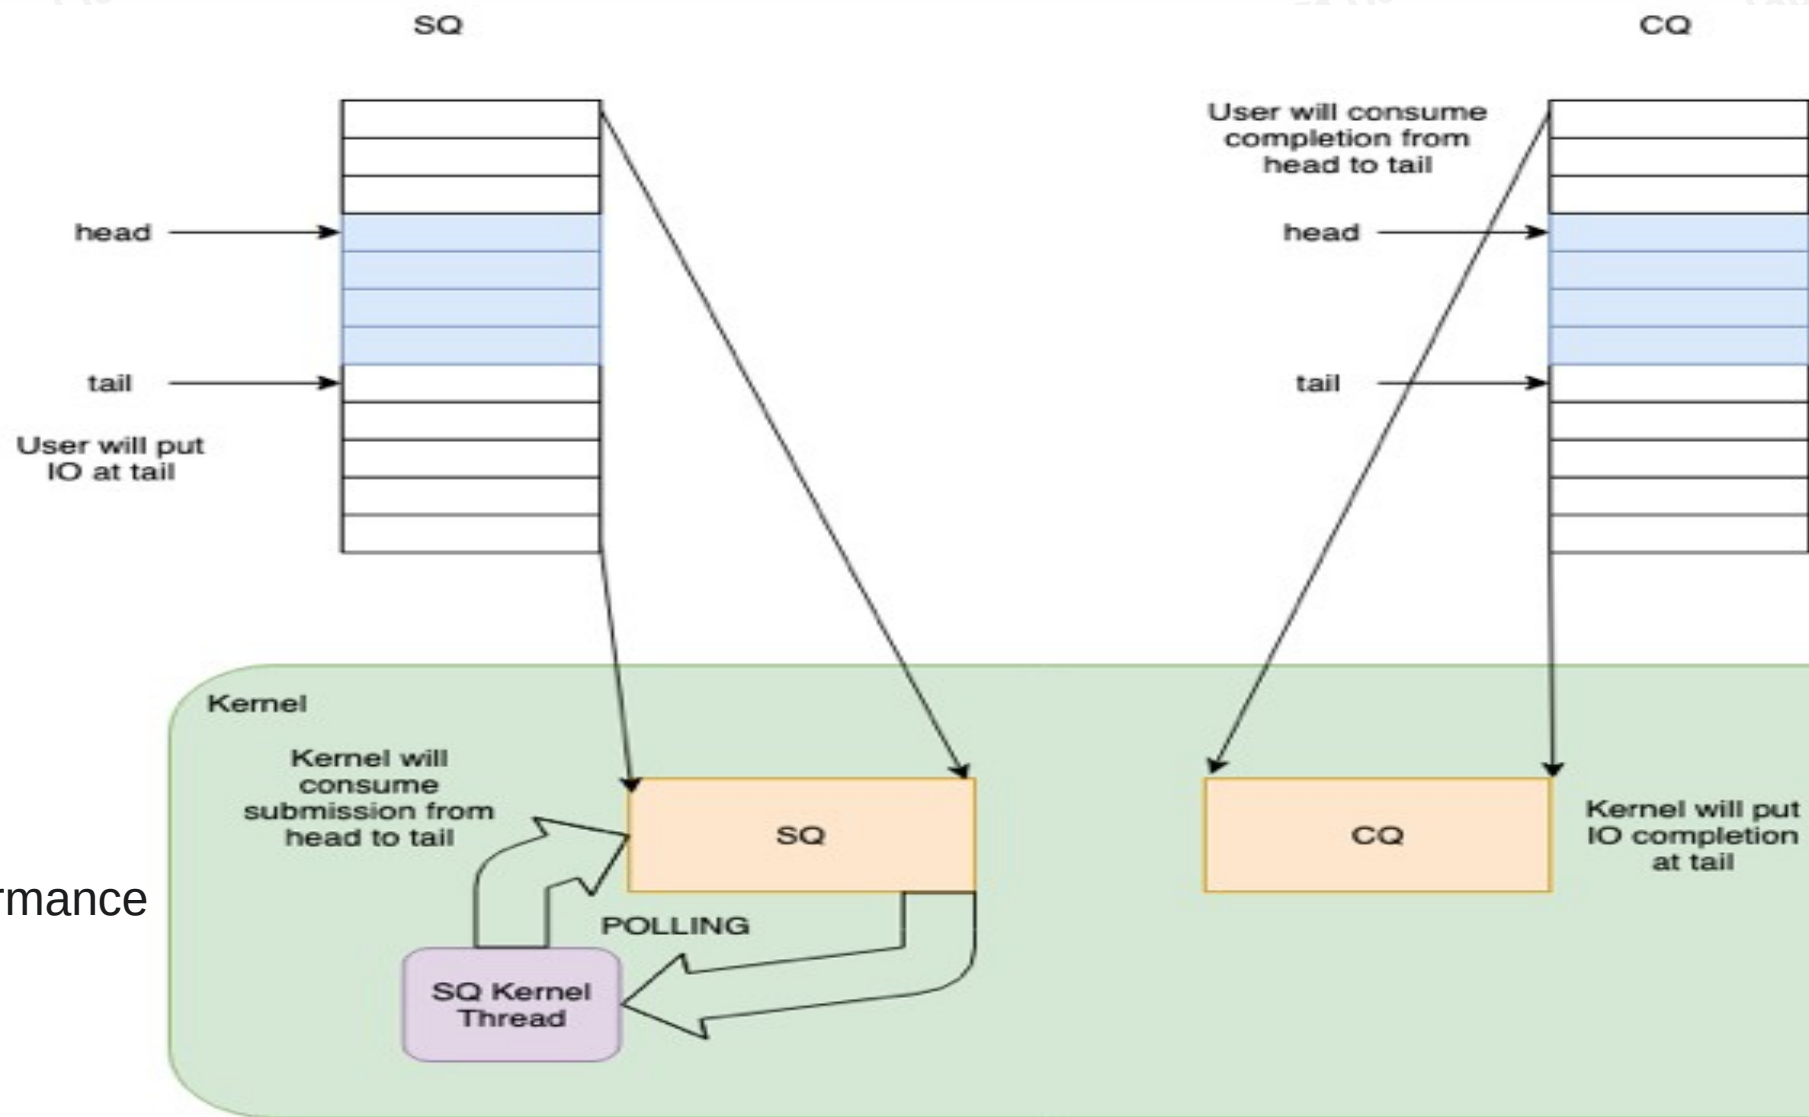 SQ
CQ
User will consume
completion from
head to tail
head
head
tail
tail
User will put
IO at tail
Kernel
Kernel will
consume
submission from
head to tail
SQ
CQ
Kernel will put
IO completion
at tail
rmance
POLLING
SQ Kernel
Thread